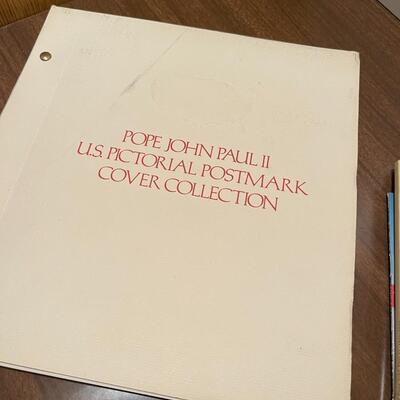 POPE JOHN PAUL II
U.S. PICTORIAL POSTMARK
COVER COLLECTION